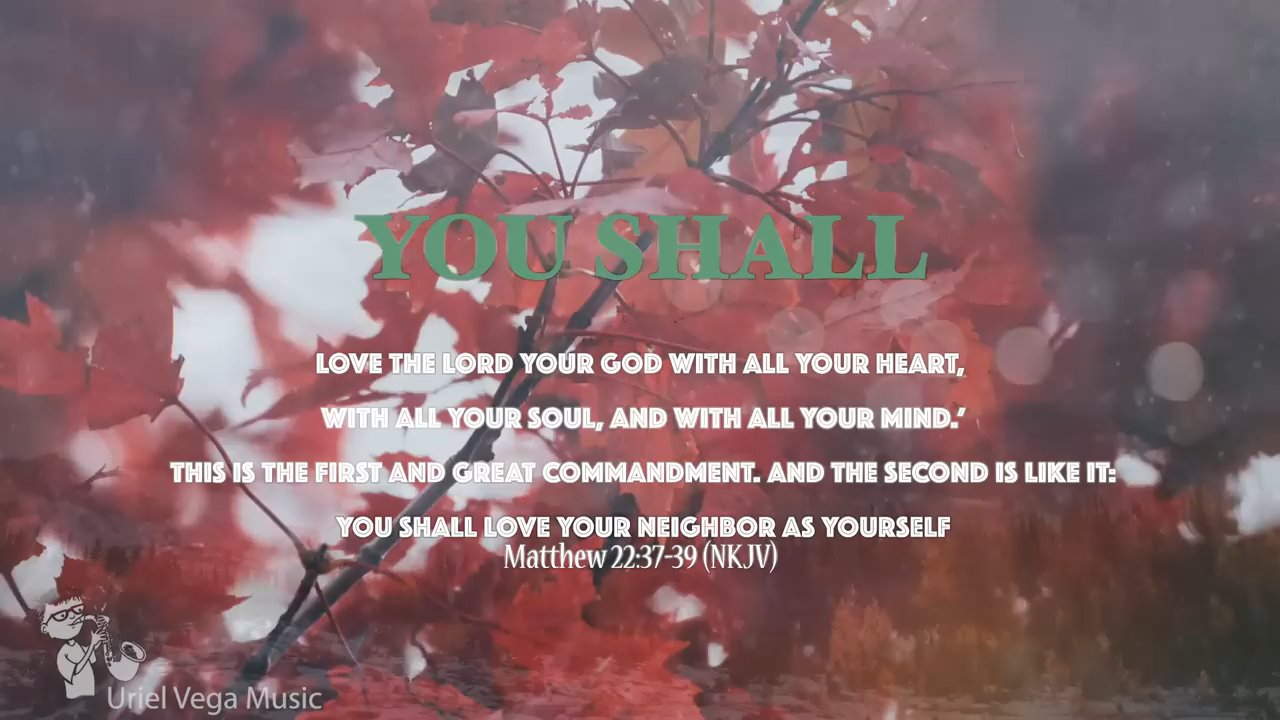 YOU SHALL
LOVE THE LORD YOUR GOD WITH ALL YOUR HEART,
WITH ALL YOUR SOUL, AND WITH ALL YOUR MIND.'
THIS IS THE FIRST AND GREAT COMMANDMENT. AND THE SECOND IS LIKE IT:
YOU SHALL LOVE YOUR NEIGHBOR AS YOURSELF
Matthew 22:37-39 (NKJV)
Uriel Vega Music